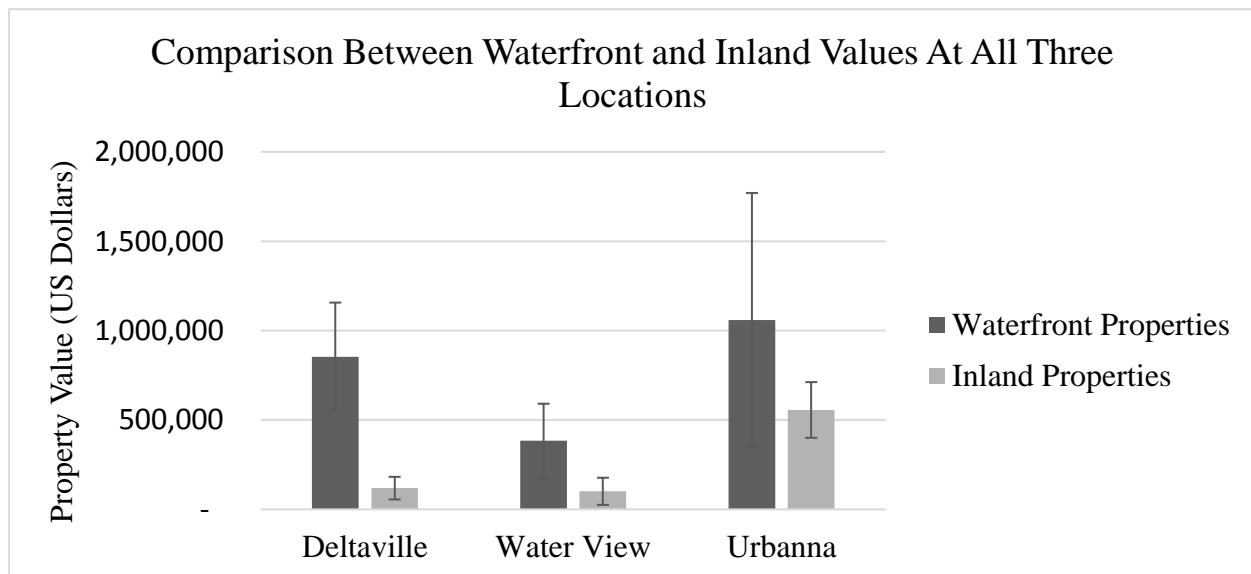 Comparison Between Waterfront and Inland Values At All Three
Locations
Property Value (US Dollars)
2,000,000
1,500,000
1,000,000
500,000
-
Deltaville
Water View
Urbanna
Waterfront Properties
Inland Properties